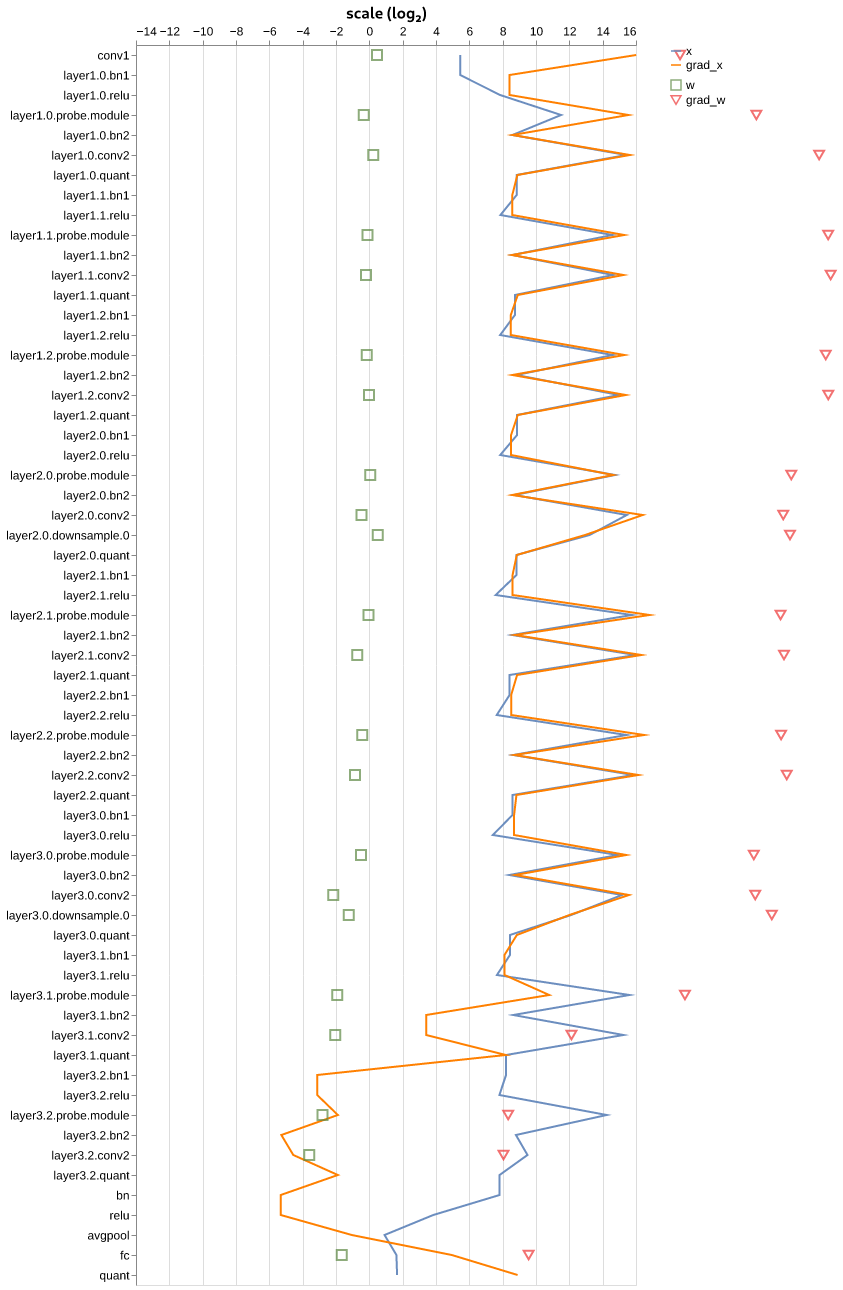 scale (log₂)
−14 −12 −10 −8 −6 −4 −2 0 2 4 6 8 10 12 14 16
conv1
layer1.0.bn1
layer1.0.relu
layer1.0.probe.module
layer1.0.bn2
layer1.0.conv2
layer1.0.quant
layer1.1.bn1
layer1.1.relu
layer1.1.probe.module
layer1.1.bn2
layer1.1.conv2
layer1.1.quant
layer1.2.bn1
layer1.2.relu
layer1.2.probe.module
layer1.2.bn2
layer1.2.conv2
layer1.2.quant
layer2.0.bn1
layer2.0.relu
layer2.0.probe.module
layer2.0.bn2
layer2.0.conv2
layer2.0.downsample.0
layer2.0.quant
layer2.1.bn1
layer2.1.relu
layer2.1.probe.module
layer2.1.bn2
layer2.1.conv2
layer2.1.quant
layer2.2.bn1
layer2.2.relu
layer2.2.probe.module
layer2.2.bn2
layer2.2.conv2
layer2.2.quant
layer3.0.bn1
layer3.0.relu
layer3.0.probe.module
layer3.0.bn2
layer3.0.conv2
layer3.0.downsample.0
layer3.0.quant
layer3.1.bn1
layer3.1.relu
layer3.1.probe.module
layer3.1.bn2
layer3.1.conv2
layer3.1.quant
layer3.2.bn1
layer3.2.relu
layer3.2.probe.module
layer3.2.bn2
layer3.2.conv2
layer3.2.quant
bn
relu
avgpool
fc
quant
x
grad_x
w
grad_w